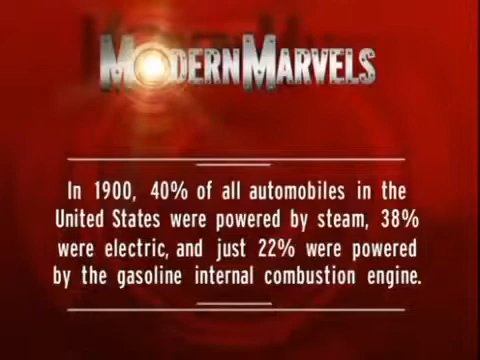 MODERN MARVELS
In 1900, 40% of all automobiles in the
United States were powered by steam, 38%
were electric, and just 22% were powered
by the gasoline internal combustion engine.